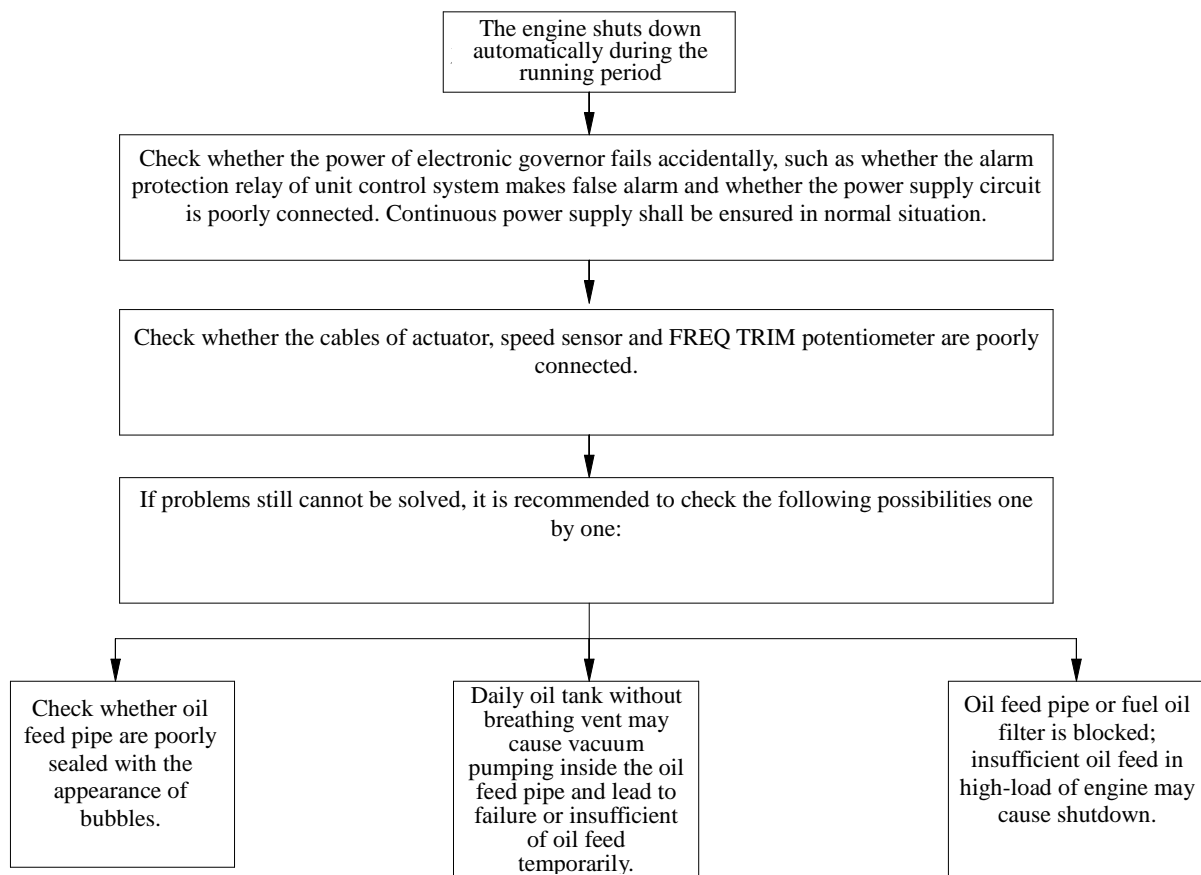 The engine shuts down
automatically during the
running period
Check whether the power of electronic governor fails accidentally, such as whether the alarm
protection relay of unit control system makes false alarm and whether the power supply circuit
is poorly connected. Continuous power supply shall be ensured in normal situation.
Check whether the cables of actuator, speed sensor and FREQ TRIM potentiometer are poorly
connected.
If problems still cannot be solved, it is recommended to check the following possibilities one
by one:
Check whether oil
feed pipe are poorly
sealed with the
appearance of
bubbles.
Daily oil tank without
breathing vent may
cause vacuum
pumping inside the oil
feed pipe and lead to
failure or insufficient
of oil feed
temporarily.
Oil feed pipe or fuel oil
filter is blocked;
insufficient oil feed in
high-load of engine may
cause shutdown.